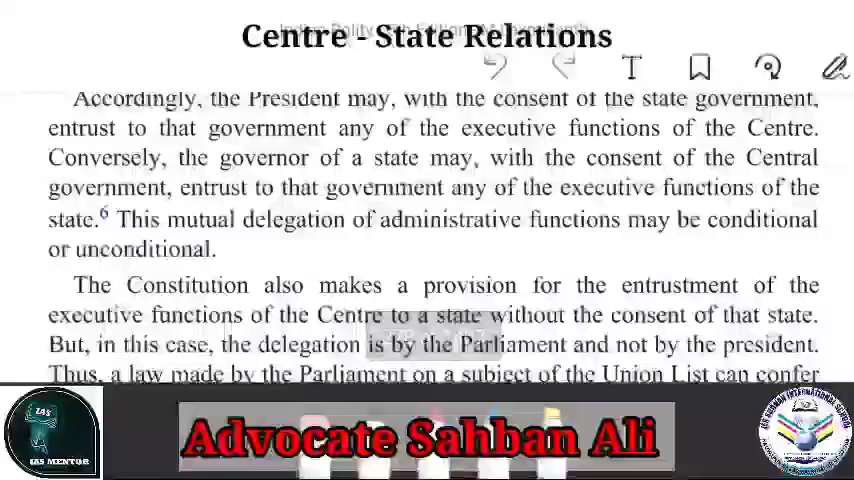 Centre - State Relations
Accordingly, the President may, with the consent of the state government,
entrust to that government any of the executive functions of the Centre.
Conversely, the governor of a state may, with the consent of the Central
government, entrust to that government any of the executive functions of the
state.6 This mutual delegation of administrative functions may be conditional
or unconditional.
The Constitution also makes a provision for the entrustment of the
executive functions of the Centre to a state without the consent of that state.
But, in this case, the delegation is by the Parliament and not by the president.
Thus, a law made by the Parliament on a subject of the Union List can confer
IAS
IAS MENTOR
Advocate Sahban Ali